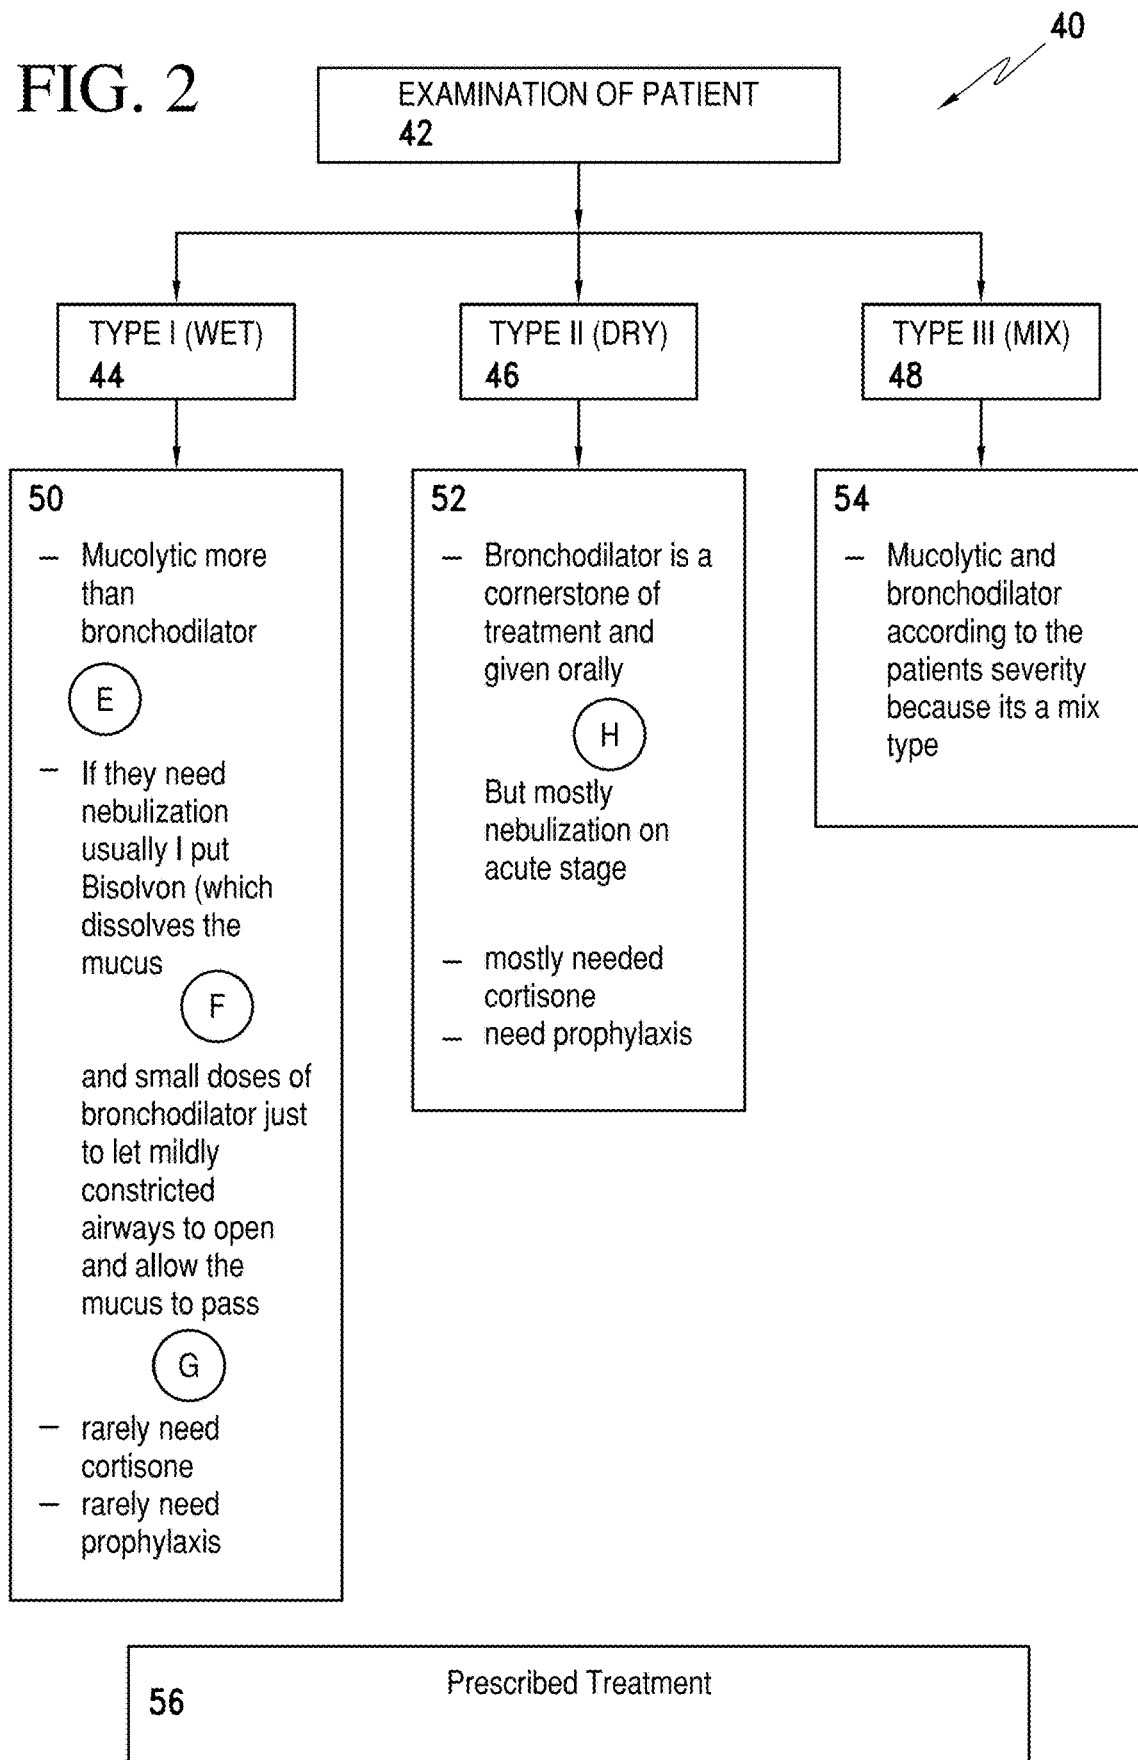 40
FIG. 2
EXAMINATION OF PATIENT
42
TYPE I (WET)
44
TYPE II (DRY)
46
TYPE III (MIX)
48
50
– Mucolytic more
than
bronchodilator
E
– If they need
nebulization
usually I put
Bisolvon (which
dissolves the
mucus
F
and small doses of
bronchodilator just
to let mildly
constricted
airways to open
and allow the
mucus to pass
G
– rarely need
cortisone
– rarely need
prophylaxis
52
– Bronchodilator is a
cornerstone of
treatment and
given orally
H
But mostly
nebulization on
acute stage
– mostly needed
cortisone
– need prophylaxis
54
– Mucolytic and
bronchodilator
according to the
patients severity
because its a mix
type
Prescribed Treatment
56